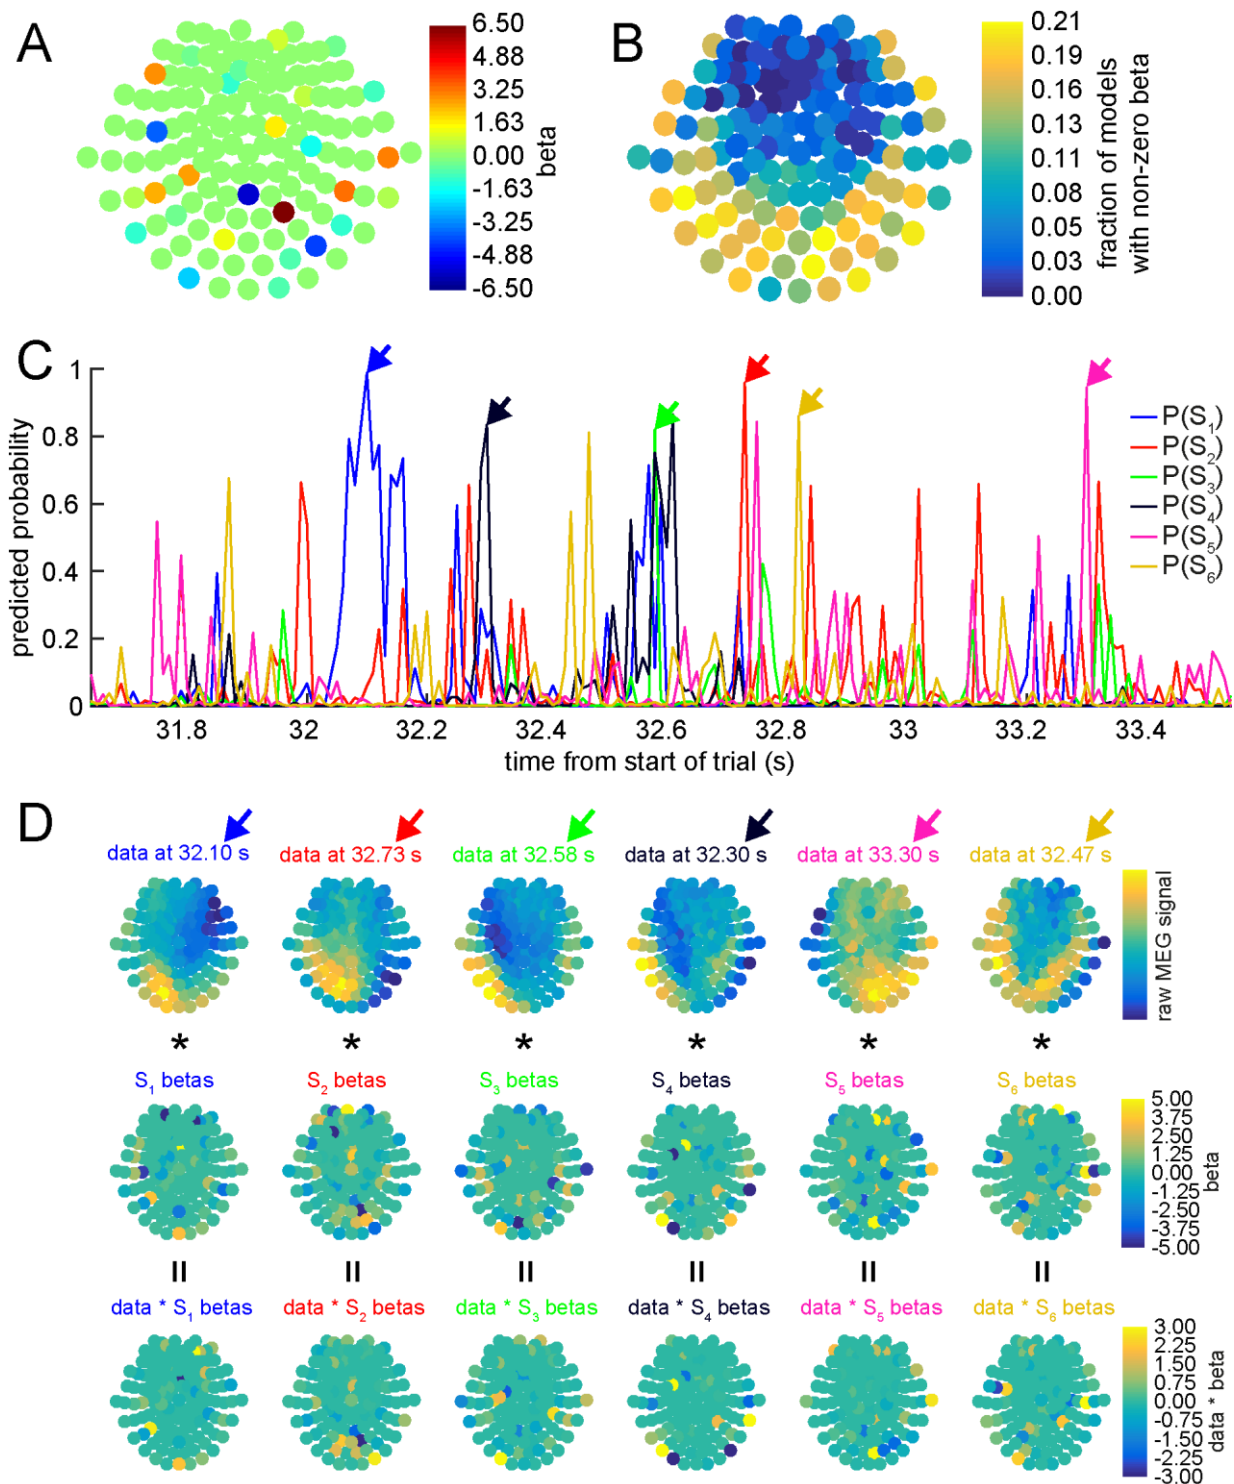 A
6.50
4.88
3.25
1.63
0.00
-1.63
-3.25
-4.88
-6.50
beta
B
0.21
0.19
0.16
0.13
0.11
0.08
0.05
0.03
0.00
fraction of models
with non-zero beta
C
predicted probability
1
0.8
0.6
0.4
0.2
0
31.8
32
32.2
32.4
32.6
32.8
33
33.2
33.4
time from start of trial (s)
P(S1)
P(S2)
P(S3)
P(S4)
P(S5)
P(S6)
D
data at 32.10 s
data at 32.73 s
data at 32.58 s
data at 32.30 s
data at 33.30 s
data at 32.47 s
raw MEG signal
* * * * * *
S1 betas
S2 betas
S3 betas
S4 betas
S5 betas
S6 betas
5.00
3.75
2.50
1.25
0.00
-1.25
-2.50
-3.75
-5.00
beta
= = = = = =
data * S1 betas
data * S2 betas
data * S3 betas
data * S4 betas
data * S5 betas
data * S6 betas
3.00
2.25
1.50
0.75
0.00
-0.75
-1.50
-2.25
-3.00
data * beta